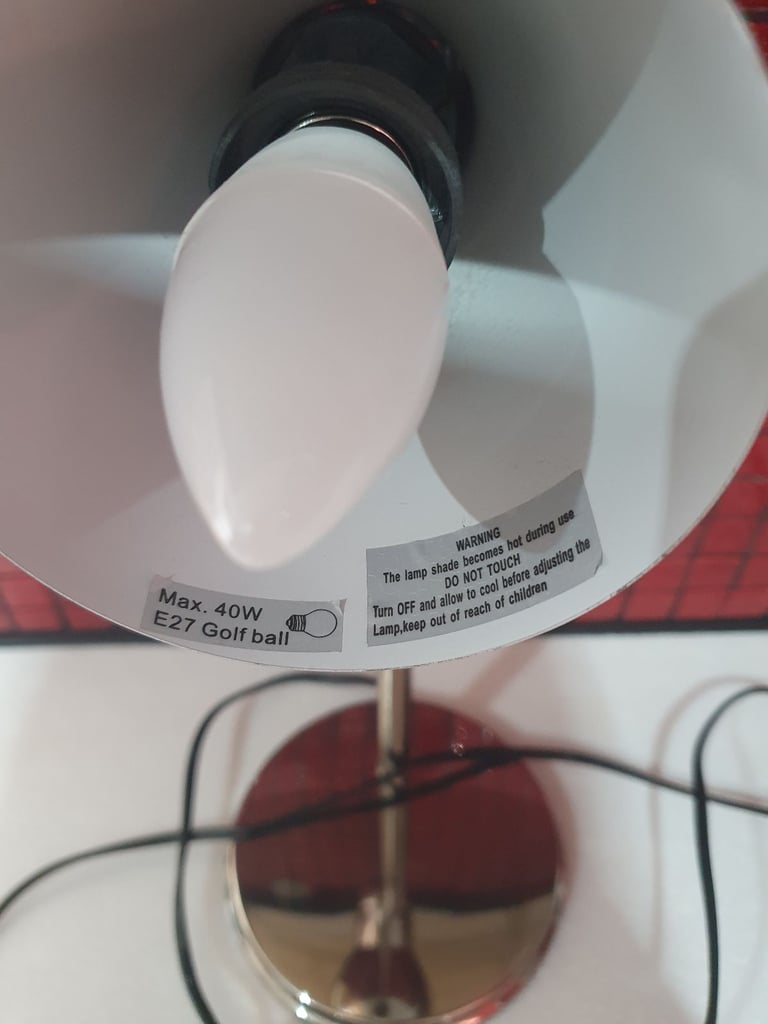 Max. 40W
E27 Golf ball
WARNING
The lamp shade becomes hot during use
DO NOT TOUCH
Turn OFF and allow to cool before adjusting the
Lamp,keep out of reach of children